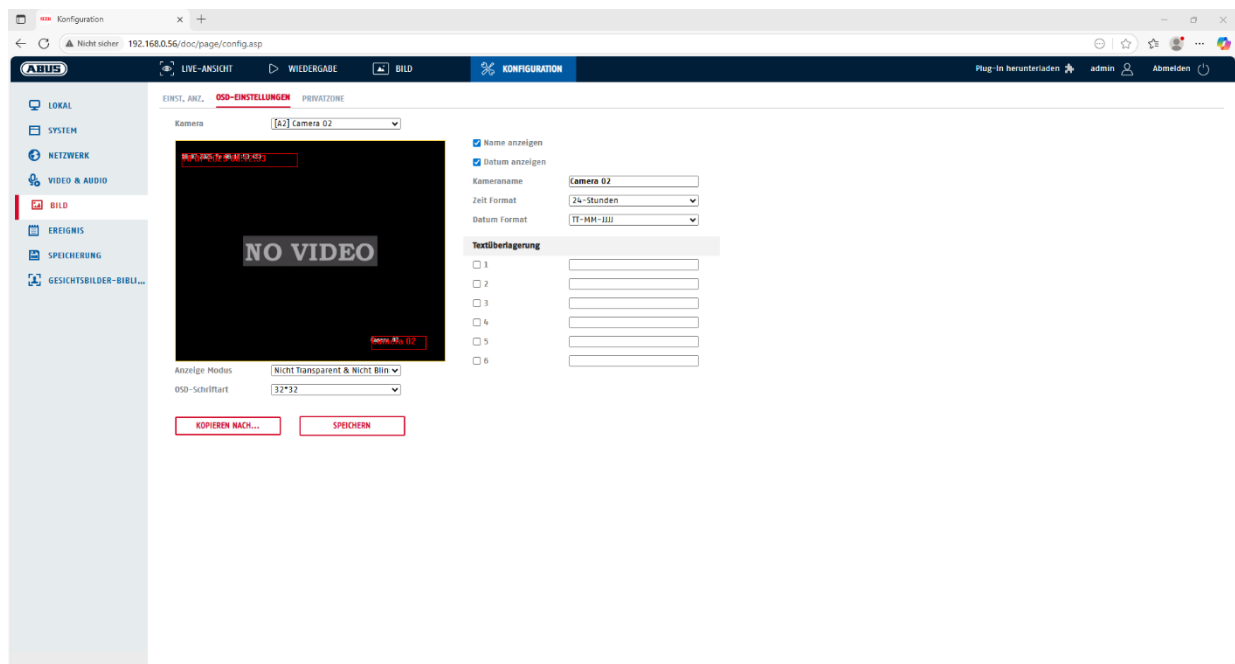 Konfiguration
Nicht sicher 192.168.0.56/doc/page/config.asp
ABUS LIVE-ANSICHT WIEDERGABE BILD KONFIGURATION Plug-in herunterladen admin Abmelden
EINST. ANZ. OSD-EINSTELLUNGEN PRIVATZONE
LOKAL
SYSTEM
NETZWERK
VIDEO & AUDIO
BILD
EREIGNIS
SPEICHERUNG
GESICHTSBILDER-BIBLI...
Kamera [A2] Camera 02
NO VIDEO
Camera 02
Anzeige Modus Nicht Transparent & Nicht Blin
OSD-Schriftart 32*32
KOPIEREN NACH... SPEICHERN
Name anzeigen
Datum anzeigen
Kameraname Camera 02
Zeit Format 24-Stunden
Datum Format TT-MM-JJJJ
Textüberlagerung
1
2
3
4
5
6